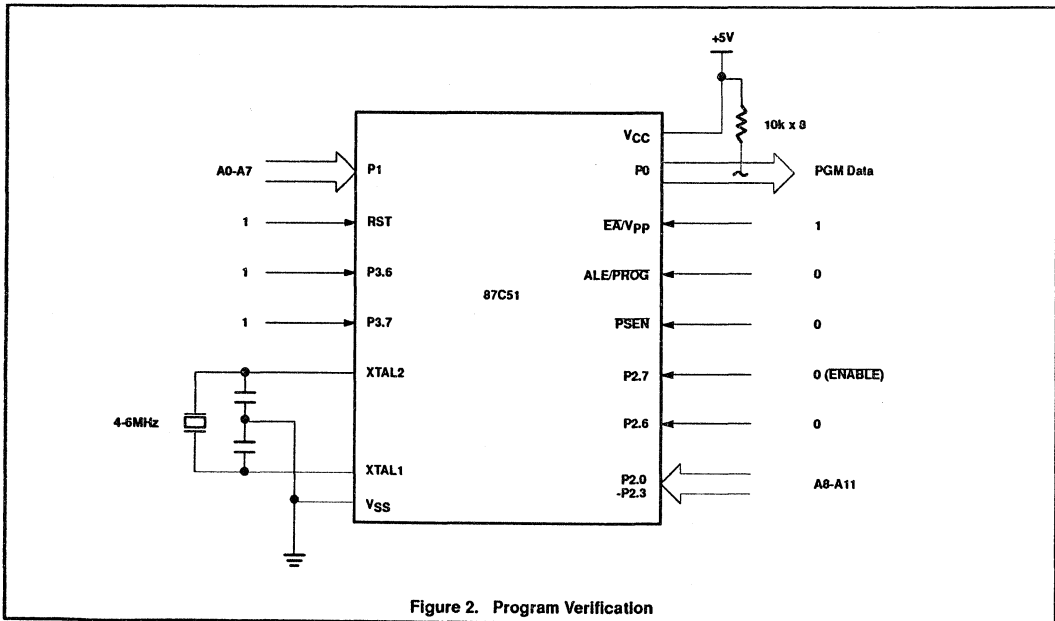 +5V
VCC
10k x 8
A0-A7
P1
P0
PGM Data
1
RST
EA/VPP
1
1
P3.6
ALE/PROG
0
87C51
1
P3.7
PSEN
0
XTAL2
P2.7
0 (ENABLE)
4-6MHz
P2.6
0
XTAL1
P2.0
-P2.3
A8-A11
VSS
Figure 2. Program Verification